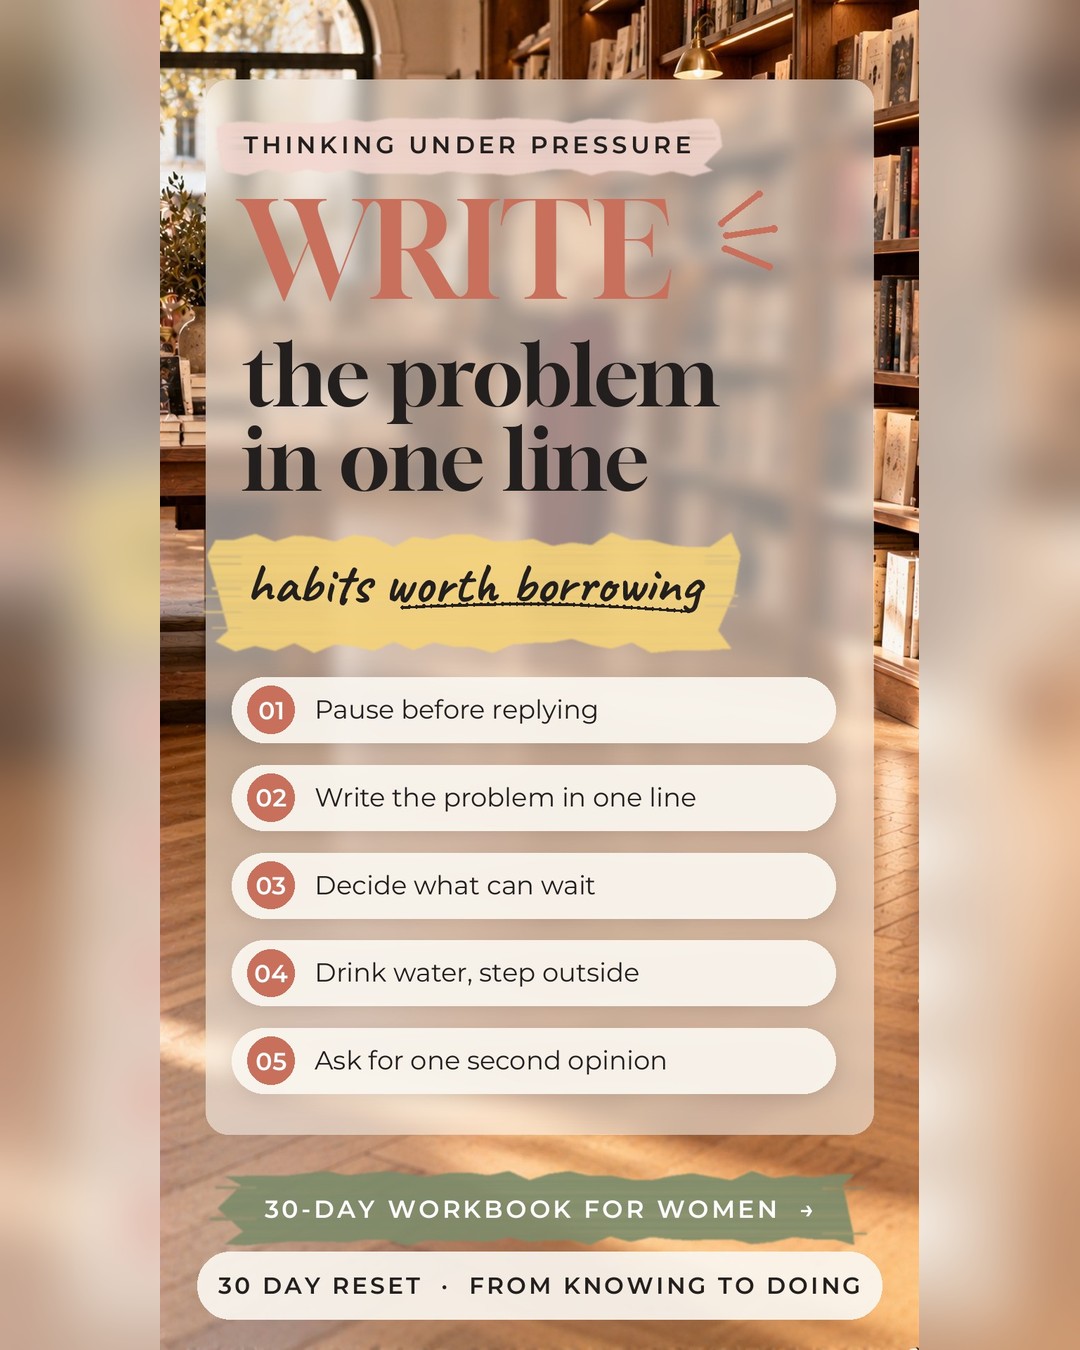 THINKING UNDER PRESSURE
WRITE
the problem
in one line
habits worth borrowing
01 Pause before replying
02 Write the problem in one line
03 Decide what can wait
04 Drink water, step outside
05 Ask for one second opinion
30-DAY WORKBOOK FOR WOMEN →
30 DAY RESET · FROM KNOWING TO DOING